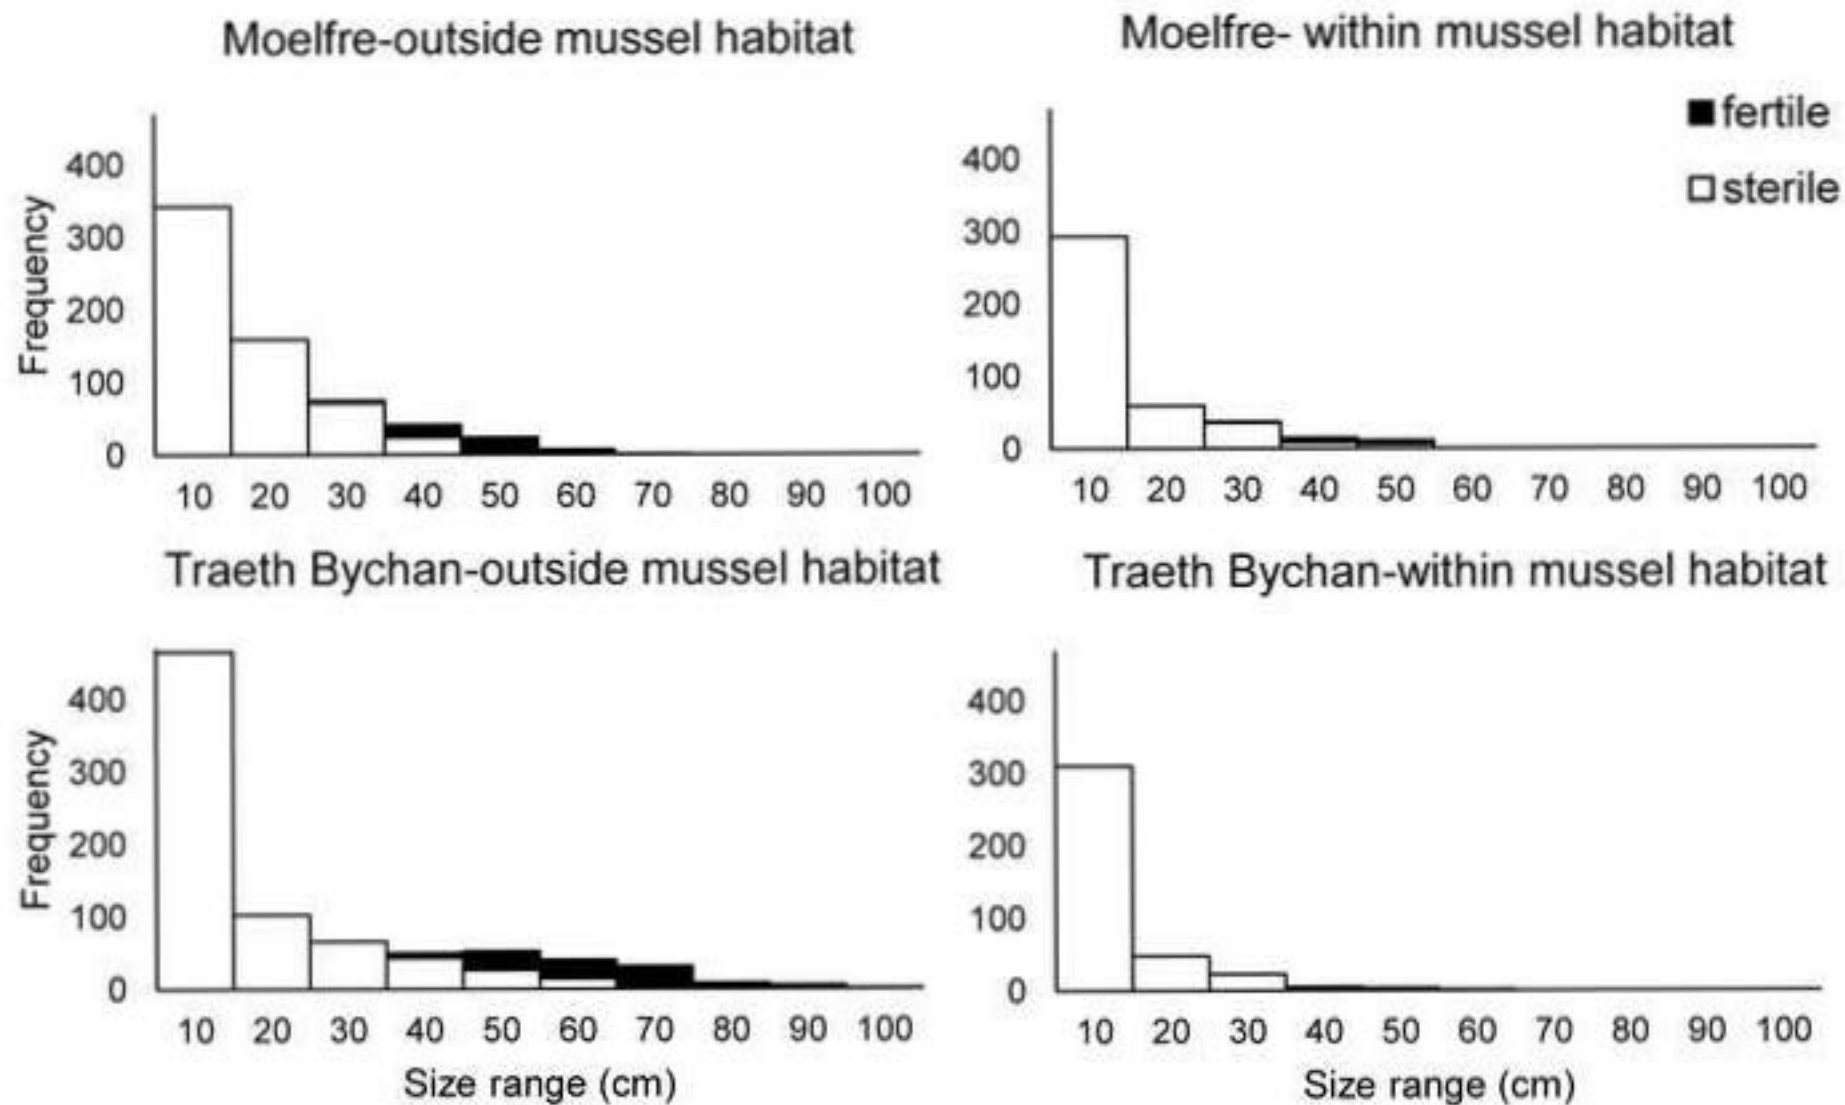 Moelfre-outside mussel habitat
Frequency
400
300
200
100
0
10 20 30 40 50 60 70 80 90 100
Moelfre- within mussel habitat
fertile
sterile
400
300
200
100
0
10 20 30 40 50 60 70 80 90 100
Traeth Bychan-outside mussel habitat
Frequency
400
300
200
100
0
10 20 30 40 50 60 70 80 90 100
Size range (cm)
Traeth Bychan-within mussel habitat
400
300
200
100
0
10 20 30 40 50 60 70 80 90 100
Size range (cm)